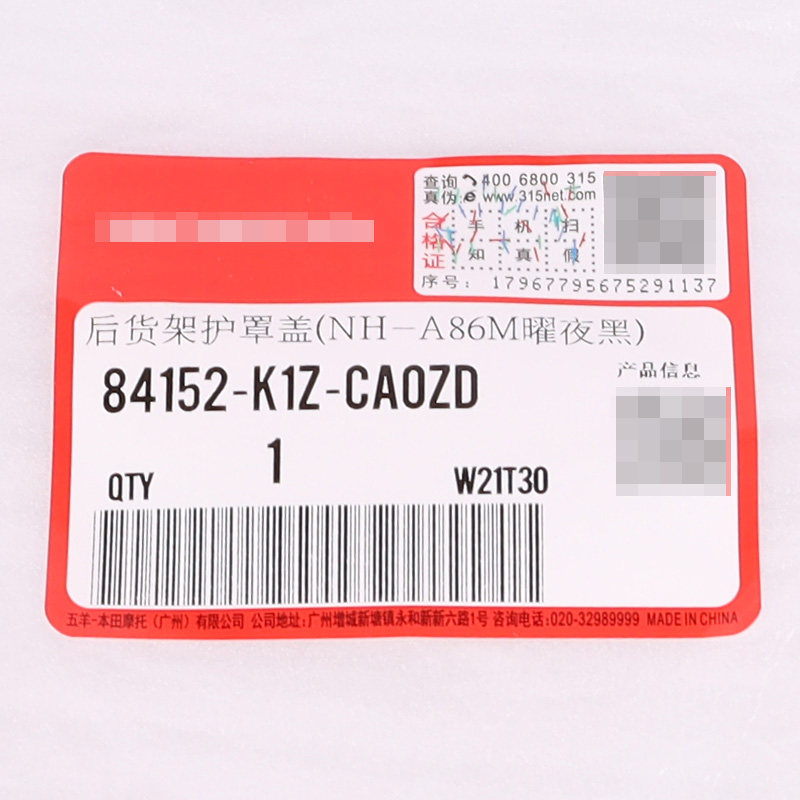 查询 400 6800 315
真伪: www.315net.com
合格证
手机扫
知真假
序号: 1796779567529 1137
后货架护罩盖(NH-A86M曜夜黑)
84152-K1Z-CA0ZD
产品信息
1
QTY
W21T30
五羊-本田摩托（广州）有限公司 公司地址:广州增城新塘镇永和新新六路1号 咨询电话:020-32989999 MADE IN CHINA